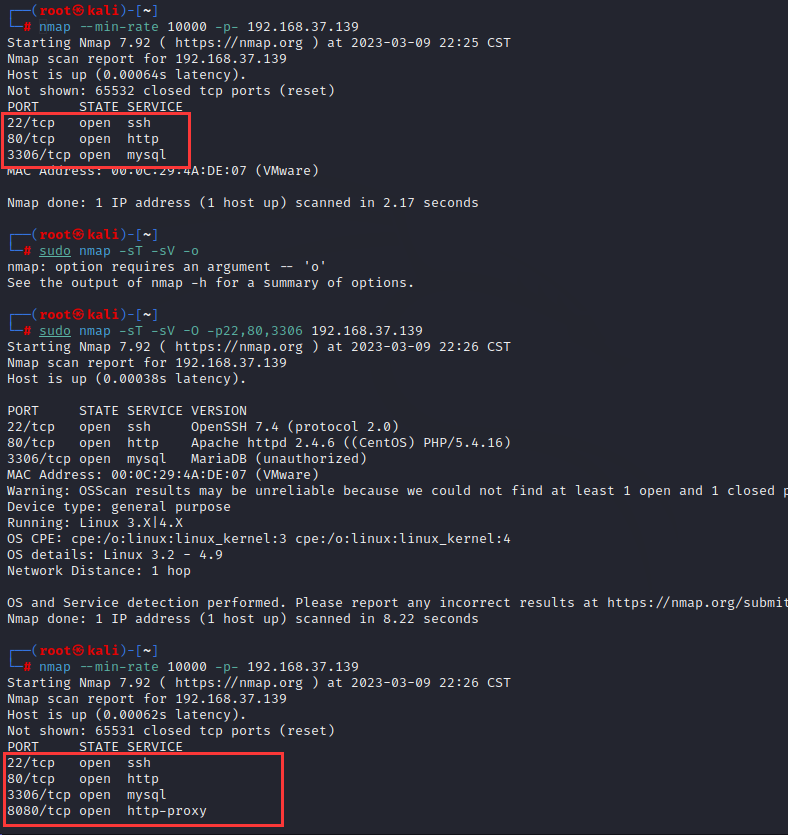 ┌──(root㉿kali)-[~]
└─# nmap --min-rate 10000 -p- 192.168.37.139
Starting Nmap 7.92 ( https://nmap.org ) at 2023-03-09 22:25 CST
Nmap scan report for 192.168.37.139
Host is up (0.00064s latency).
Not shown: 65532 closed tcp ports (reset)
PORT     STATE SERVICE
22/tcp   open  ssh
80/tcp   open  http
3306/tcp open  mysql
MAC Address: 00:0C:29:4A:DE:07 (VMware)

Nmap done: 1 IP address (1 host up) scanned in 2.17 seconds

┌──(root㉿kali)-[~]
└─# sudo nmap -sT -sV -o
nmap: option requires an argument -- 'o'
See the output of nmap -h for a summary of options.

┌──(root㉿kali)-[~]
└─# sudo nmap -sT -sV -O -p22,80,3306 192.168.37.139
Starting Nmap 7.92 ( https://nmap.org ) at 2023-03-09 22:26 CST
Nmap scan report for 192.168.37.139
Host is up (0.00038s latency).

PORT     STATE SERVICE VERSION
22/tcp   open  ssh     OpenSSH 7.4 (protocol 2.0)
80/tcp   open  http    Apache httpd 2.4.6 ((CentOS) PHP/5.4.16)
3306/tcp open  mysql   MariaDB (unauthorized)
MAC Address: 00:0C:29:4A:DE:07 (VMware)
Warning: OSScan results may be unreliable because we could not find at least 1 open and 1 closed p
Device type: general purpose
Running: Linux 3.X|4.X
OS CPE: cpe:/o:linux:linux_kernel:3 cpe:/o:linux:linux_kernel:4
OS details: Linux 3.2 - 4.9
Network Distance: 1 hop

OS and Service detection performed. Please report any incorrect results at https://nmap.org/submit
Nmap done: 1 IP address (1 host up) scanned in 8.22 seconds

┌──(root㉿kali)-[~]
└─# nmap --min-rate 10000 -p- 192.168.37.139
Starting Nmap 7.92 ( https://nmap.org ) at 2023-03-09 22:26 CST
Nmap scan report for 192.168.37.139
Host is up (0.00062s latency).
Not shown: 65531 closed tcp ports (reset)
PORT     STATE SERVICE
22/tcp   open  ssh
80/tcp   open  http
3306/tcp open  mysql
8080/tcp open  http-proxy